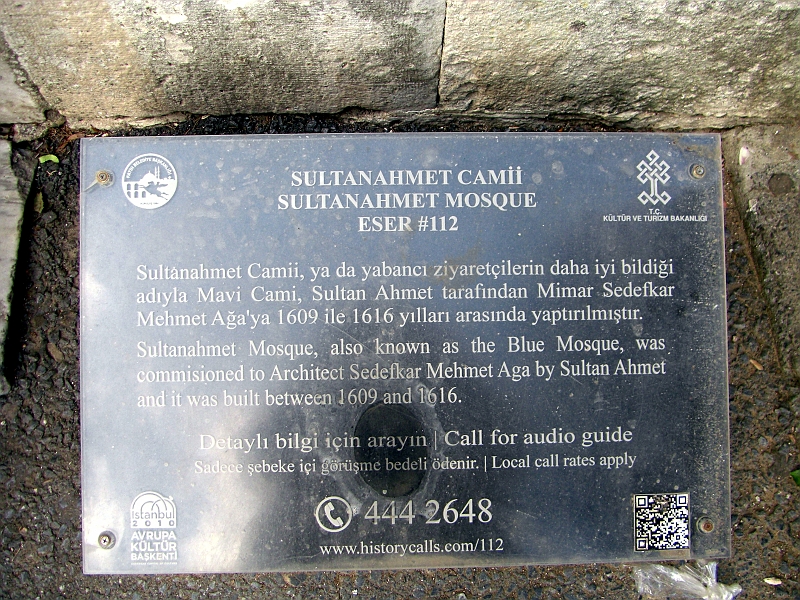 SULTANAHMET CAMİİ
SULTANAHMET MOSQUE
ESER #112
T.C.
KÜLTÜR VE TURİZM BAKANLIĞI
Sultanahmet Camii, ya da yabancı ziyaretçilerin daha iyi bildiği
adıyla Mavi Cami, Sultan Ahmet tarafından Mimar Sedefkar
Mehmet Ağa'ya 1609 ile 1616 yılları arasında yaptırılmıştır.
Sultanahmet Mosque, also known as the Blue Mosque, was
commisioned to Architect Sedefkar Mehmet Aga by Sultan Ahmet
and it was built between 1609 and 1616.
Detaylı bilgi için arayın | Call for audio guide
Sadece şebeke içi görüşme bedeli ödenir. | Local call rates apply
444 2648
www.historycalls.com/112
istanbul
2010
AVRUPA
KÜLTÜR
BAŞKENTİ